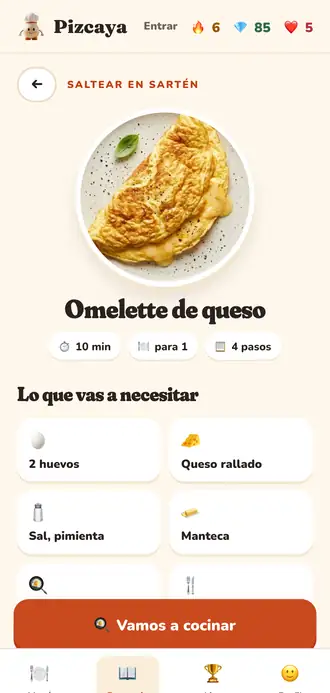 Pizcaya
Entrar
6
85
5
SALTEAR EN SARTÉN
Omelette de queso
10 min
para 1
4 pasos
Lo que vas a necesitar
2 huevos
Queso rallado
Sal, pimienta
Manteca
Vamos a cocinar